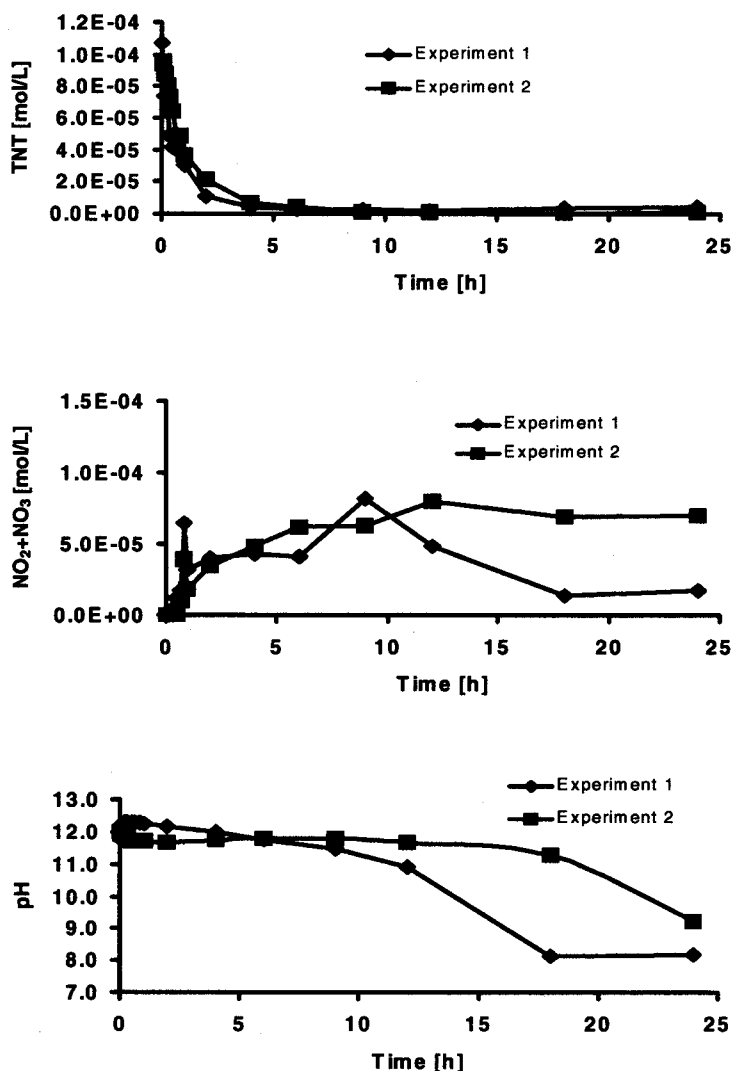 1.2E-04
1.0E-04
8.0E-05
6.0E-05
4.0E-05
2.0E-05
0.0E+00
TNT [mol/L]
Experiment 1
Experiment 2
0 5 10 15 20 25
Time [h]
1.5E-04
1.0E-04
5.0E-05
0.0E+00
NO2+NO3 [mol/L]
Experiment 1
Experiment 2
0 5 10 15 20 25
Time [h]
13.0
12.0
11.0
10.0
9.0
8.0
7.0
pH
Experiment 1
Experiment 2
0 5 10 15 20 25
Time [h]